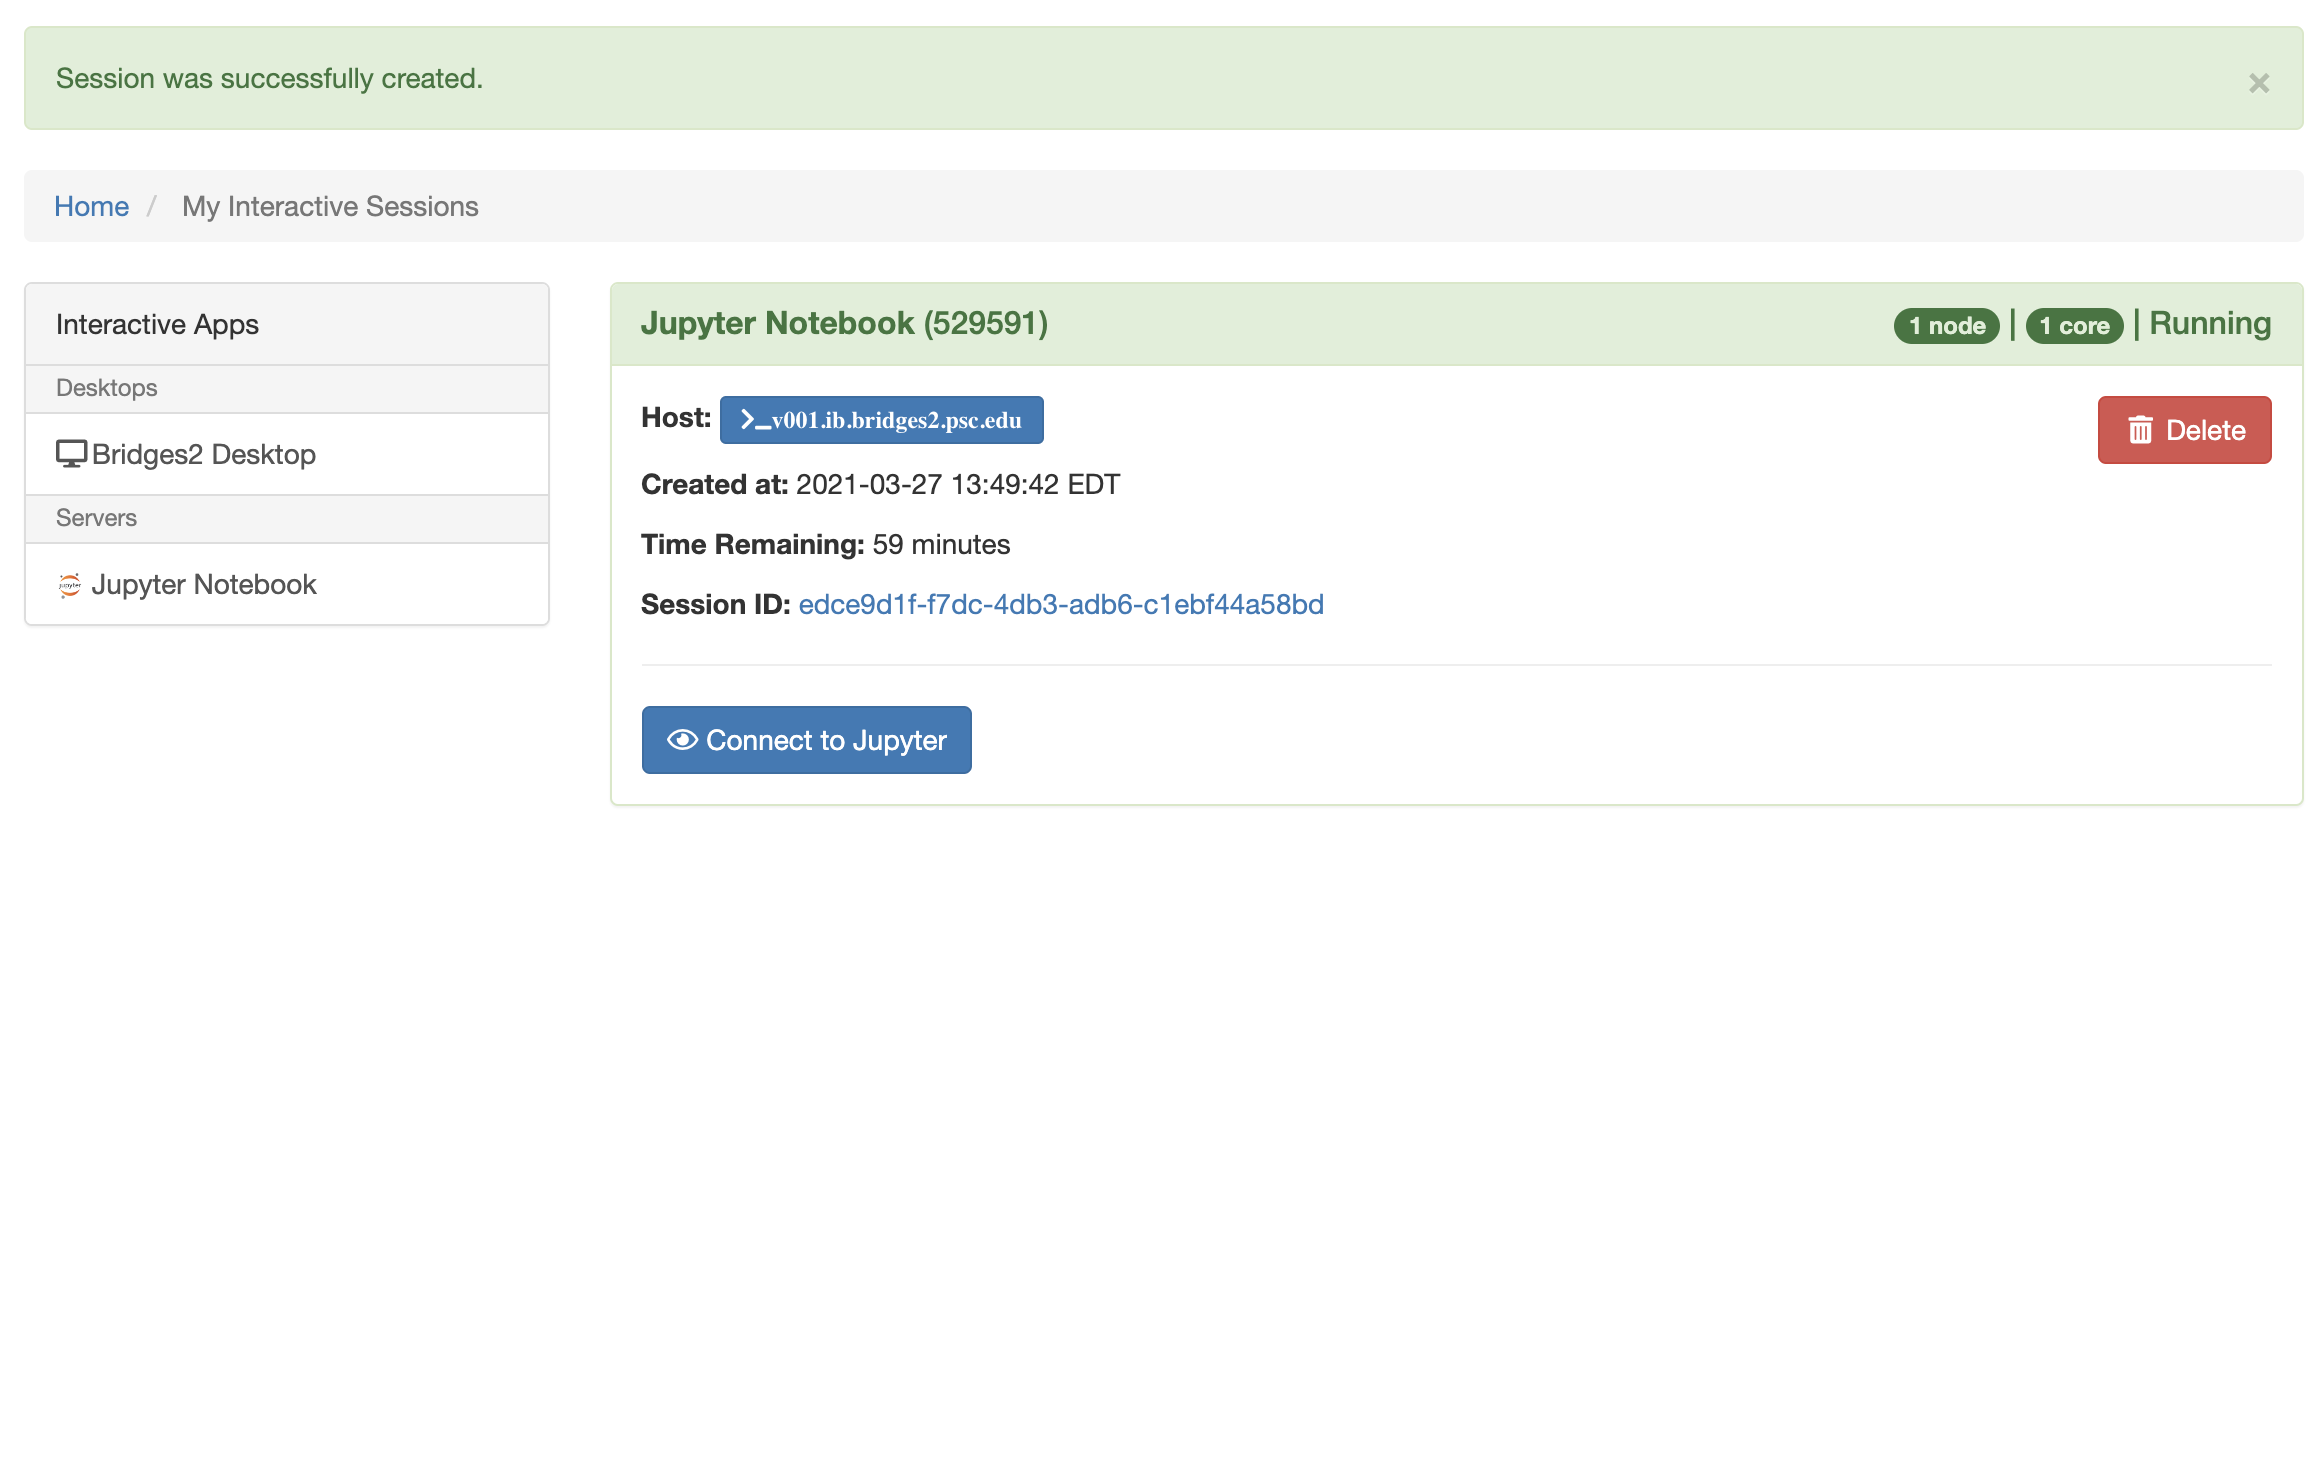 Session was successfully created.
×
Home / My Interactive Sessions
Interactive Apps
Desktops
Bridges2 Desktop
Servers
jupyter Jupyter Notebook
Jupyter Notebook (529591)
1 node | 1 core | Running
Host: >_v001.ib.bridges2.psc.edu
Delete
Created at: 2021-03-27 13:49:42 EDT
Time Remaining: 59 minutes
Session ID: edce9d1f-f7dc-4db3-adb6-c1ebf44a58bd
Connect to Jupyter